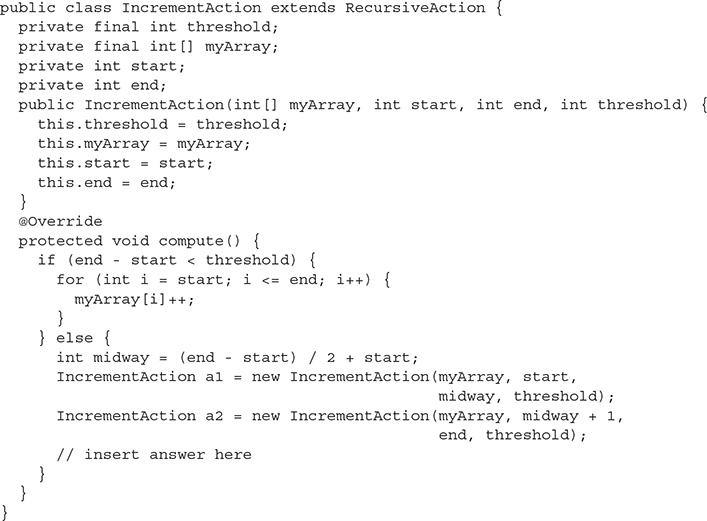 public class IncrementAction extends RecursiveAction {
  private final int threshold;
  private final int[] myArray;
  private int start;
  private int end;
  public IncrementAction(int[] myArray, int start, int end, int threshold) {
    this.threshold = threshold;
    this.myArray = myArray;
    this.start = start;
    this.end = end;
  }
  @Override
  protected void compute() {
    if (end - start < threshold) {
      for (int i = start; i <= end; i++) {
        myArray[i]++;
      }
    } else {
      int midway = (end - start) / 2 + start;
      IncrementAction a1 = new IncrementAction(myArray, start,
                                               midway, threshold);
      IncrementAction a2 = new IncrementAction(myArray, midway + 1,
                                               end, threshold);
      // insert answer here
    }
  }
}